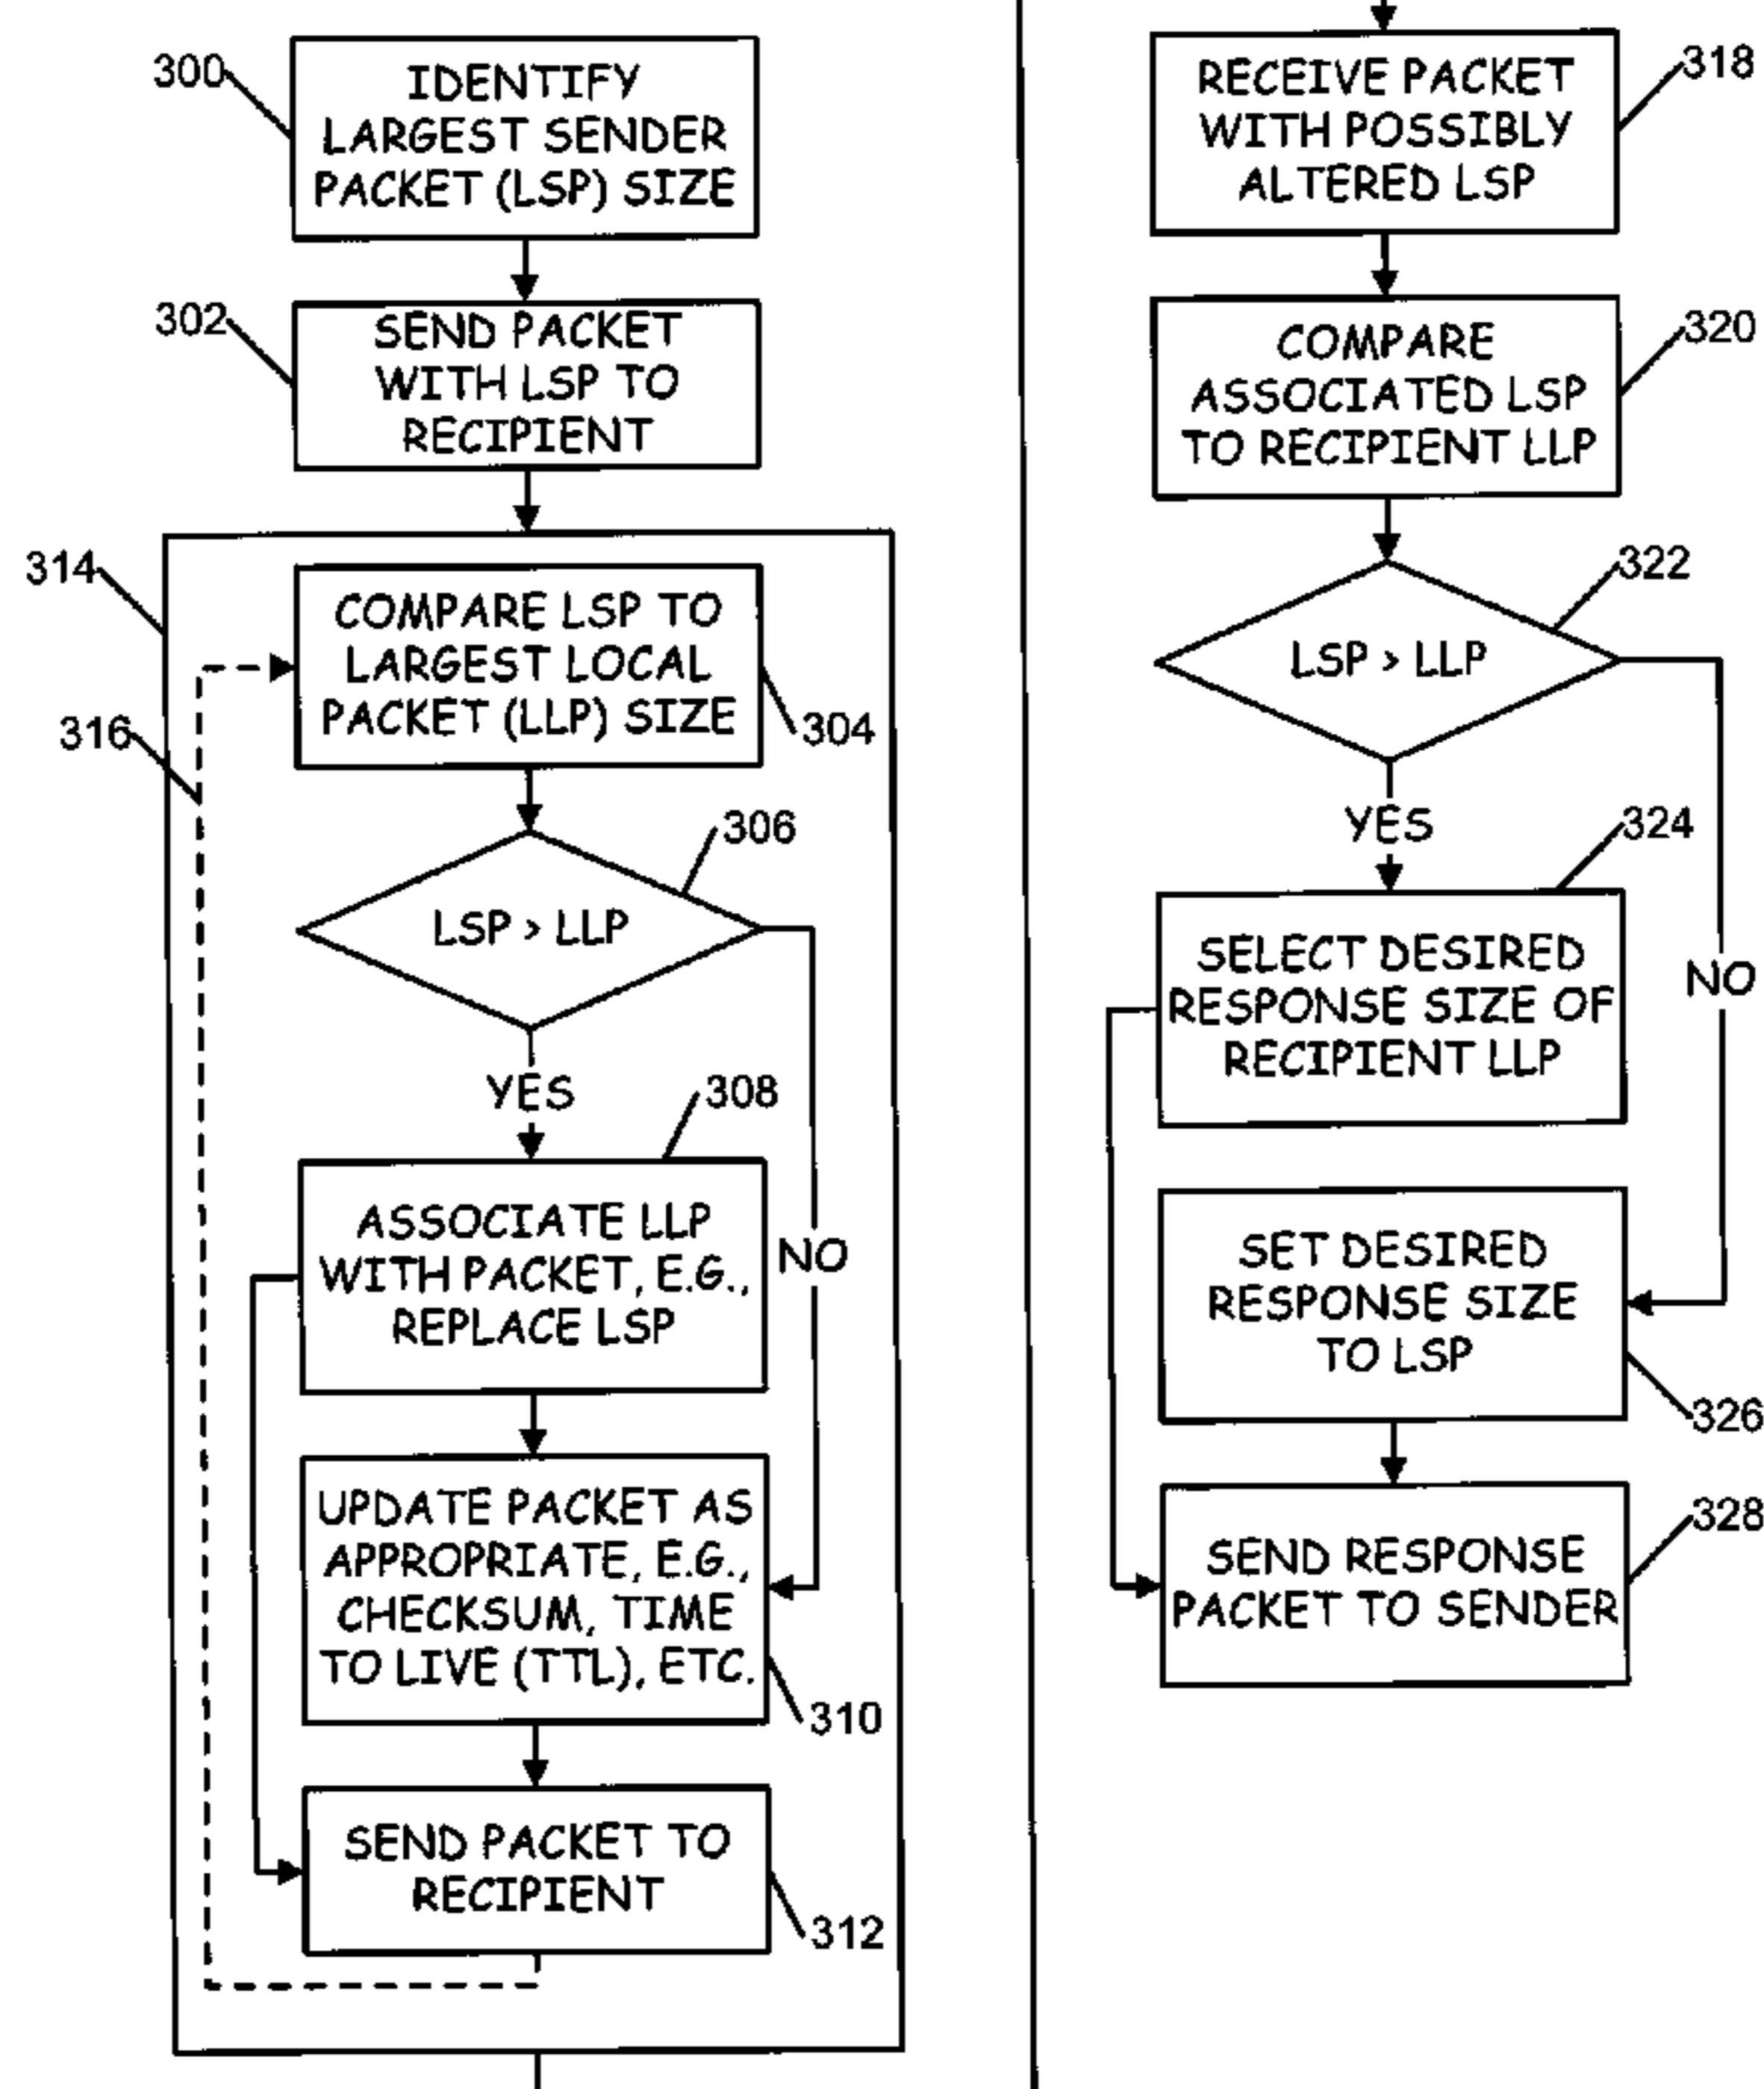 300
IDENTIFY
LARGEST SENDER
PACKET (LSP) SIZE
302
SEND PACKET
WITH LSP TO
RECIPIENT
314
COMPARE LSP TO
LARGEST LOCAL
PACKET (LLP) SIZE
304
316
306
LSP > LLP
YES
308
NO
ASSOCIATE LLP
WITH PACKET, E.G.,
REPLACE LSP
UPDATE PACKET AS
APPROPRIATE, E.G.,
CHECKSUM, TIME
TO LIVE (TTL), ETC.
310
SEND PACKET TO
RECIPIENT
312
RECEIVE PACKET
WITH POSSIBLY
ALTERED LSP
318
COMPARE
ASSOCIATED LSP
TO RECIPIENT LLP
320
322
LSP > LLP
YES
324
NO
SELECT DESIRED
RESPONSE SIZE OF
RECIPIENT LLP
SET DESIRED
RESPONSE SIZE
TO LSP
326
SEND RESPONSE
PACKET TO SENDER
328